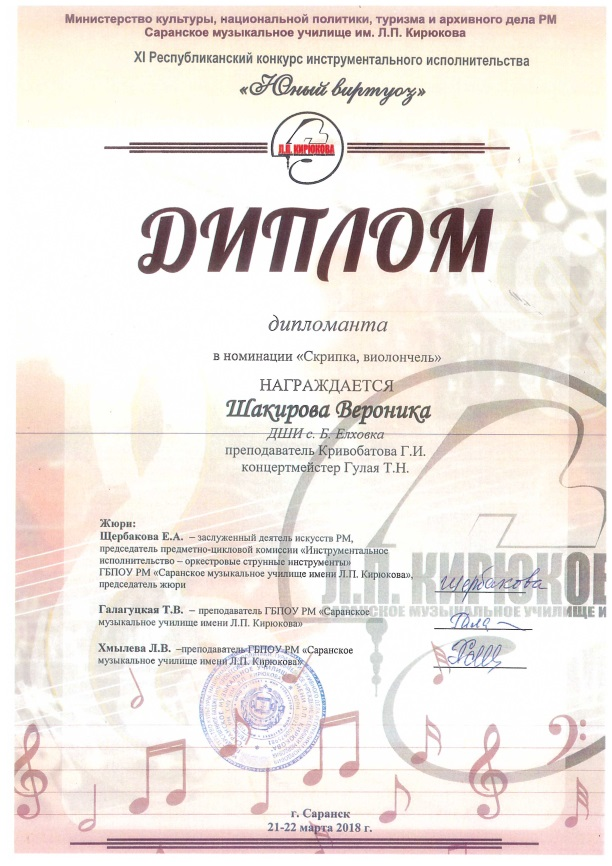 Министерство культуры, национальной политики, туризма и архивного дела РМ
Саранское музыкальное училище им. Л.П. Кирюкова
XI Республиканский конкурс инструментального исполнительства
«Юный виртуоз»
Л.П. КИРЮКОВА
ДИПЛОМ
дипломанта
в номинации «Скрипка, виолончель»
НАГРАЖДАЕТСЯ
Шакирова Вероника
ДШИ с. Б. Елховка
преподаватель Кривобатова Г.И.
концертмейстер Гулая Т.Н.
Жюри:
Щербакова Е.А. – заслуженный деятель искусств РМ,
председатель предметно-цикловой комиссии «Инструментальное
исполнительство – оркестровые струнные инструменты»
ГБПОУ РМ «Саранское музыкальное училище имени Л.П. Кирюкова»,
председатель жюри
Щербакова
Галагуцкая Т.В. – преподаватель ГБПОУ РМ «Саранское
музыкальное училище имени Л.П. Кирюкова»
Хмылева Л.В. –преподаватель ГБПОУ РМ «Саранское
музыкальное училище имени Л.П. Кирюкова»
Л.П. КИРЮКОВ
САРАНСКОЕ МУЗЫКАЛЬНОЕ УЧИЛИЩЕ И
г. Саранск
21-22 марта 2018 г.